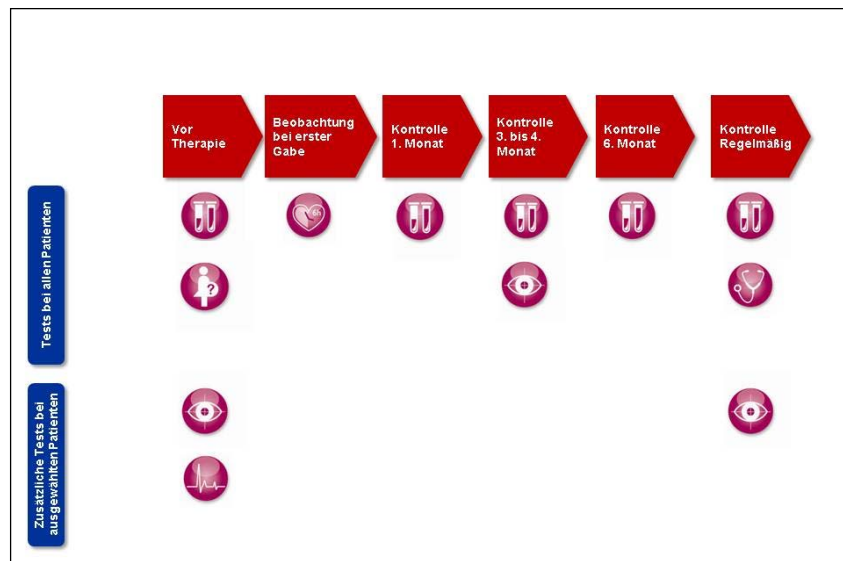 Vor
Therapie
Beobachtung
bei erster
Gabe
Kontrolle
1. Monat
Kontrolle
3. bis 4.
Monat
Kontrolle
6. Monat
Kontrolle
Regelmäßig
Tests bei allen Patienten
6h
?
Zusätzliche Tests bei
ausgewählten Patienten